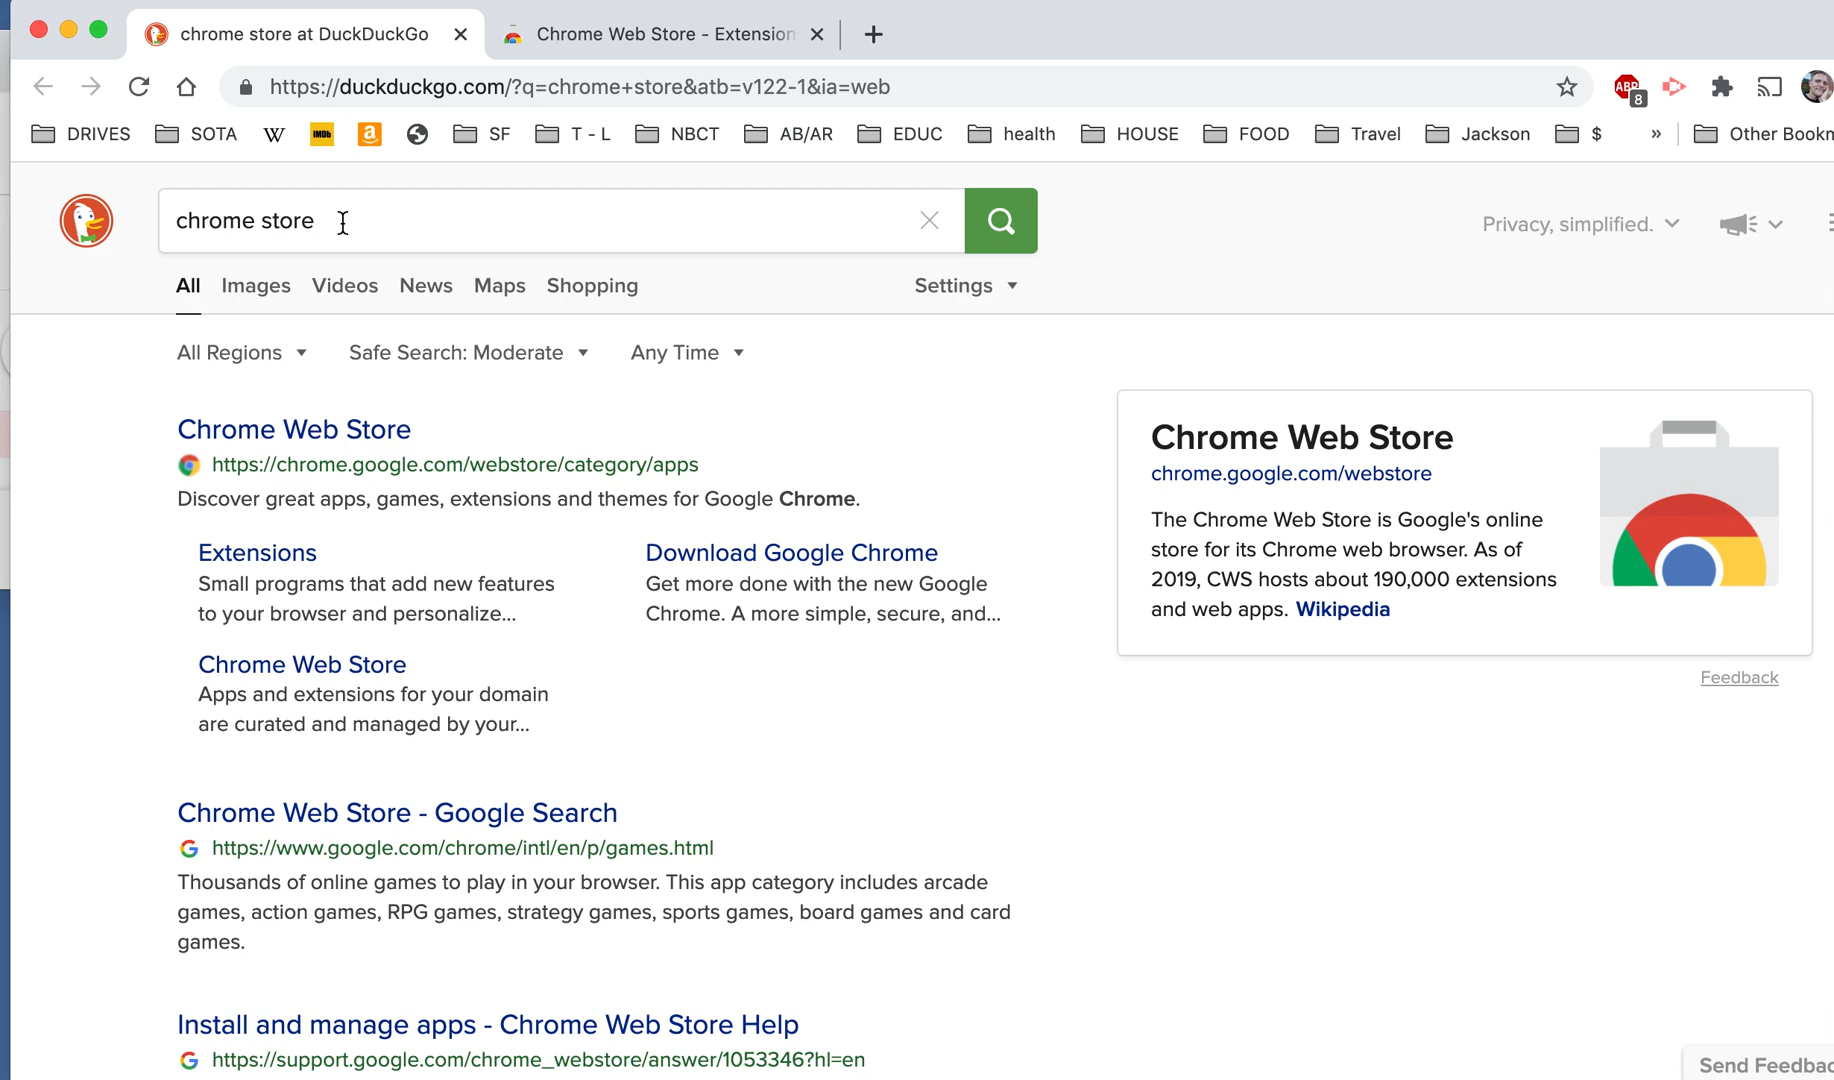 chrome store at DuckDuckGo
Chrome Web Store - Extension
https://duckduckgo.com/?q=chrome+store&atb=v122-1&ia=web
ABP
8
DRIVES
SOTA
W
IMDb
a
SF
T - L
NBCT
AB/AR
EDUC
health
HOUSE
FOOD
Travel
Jackson
$
»
Other Bookm
chrome store
Privacy, simplified.
All
Images
Videos
News
Maps
Shopping
Settings
All Regions
Safe Search: Moderate
Any Time
Chrome Web Store
https://chrome.google.com/webstore/category/apps
Discover great apps, games, extensions and themes for Google Chrome.
Extensions
Small programs that add new features
to your browser and personalize...
Download Google Chrome
Get more done with the new Google
Chrome. A more simple, secure, and...
Chrome Web Store
Apps and extensions for your domain
are curated and managed by your...
Chrome Web Store
chrome.google.com/webstore
The Chrome Web Store is Google's online
store for its Chrome web browser. As of
2019, CWS hosts about 190,000 extensions
and web apps. Wikipedia
Feedback
Chrome Web Store - Google Search
https://www.google.com/chrome/intl/en/p/games.html
Thousands of online games to play in your browser. This app category includes arcade
games, action games, RPG games, strategy games, sports games, board games and card
games.
Install and manage apps - Chrome Web Store Help
https://support.google.com/chrome_webstore/answer/1053346?hl=en
Send Feedbac